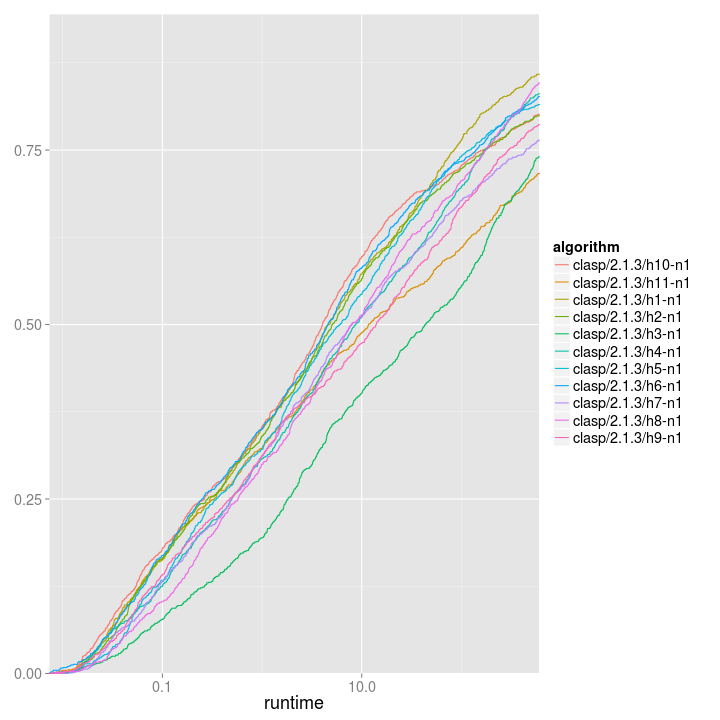 0.75
0.50
0.25
0.00
0.1 10.0
runtime
algorithm
clasp/2.1.3/h10-n1
clasp/2.1.3/h11-n1
clasp/2.1.3/h1-n1
clasp/2.1.3/h2-n1
clasp/2.1.3/h3-n1
clasp/2.1.3/h4-n1
clasp/2.1.3/h5-n1
clasp/2.1.3/h6-n1
clasp/2.1.3/h7-n1
clasp/2.1.3/h8-n1
clasp/2.1.3/h9-n1